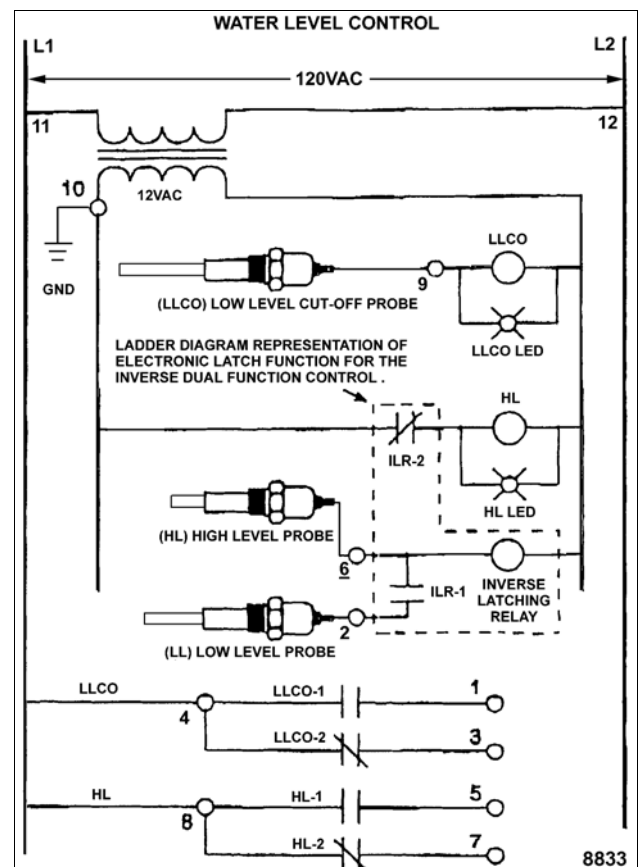 WATER LEVEL CONTROL
L1
L2
120VAC
11
12
10
12VAC
GND
LLCO
9
(LLCO) LOW LEVEL CUT-OFF PROBE
LLCO LED
LADDER DIAGRAM REPRESENTATION OF
ELECTRONIC LATCH FUNCTION FOR THE
INVERSE DUAL FUNCTION CONTROL .
HL
ILR-2
HL LED
(HL) HIGH LEVEL PROBE
6
ILR-1
INVERSE
LATCHING
RELAY
2
(LL) LOW LEVEL PROBE
LLCO
4
LLCO-1
1
LLCO-2
3
HL
8
HL-1
5
HL-2
7
8833